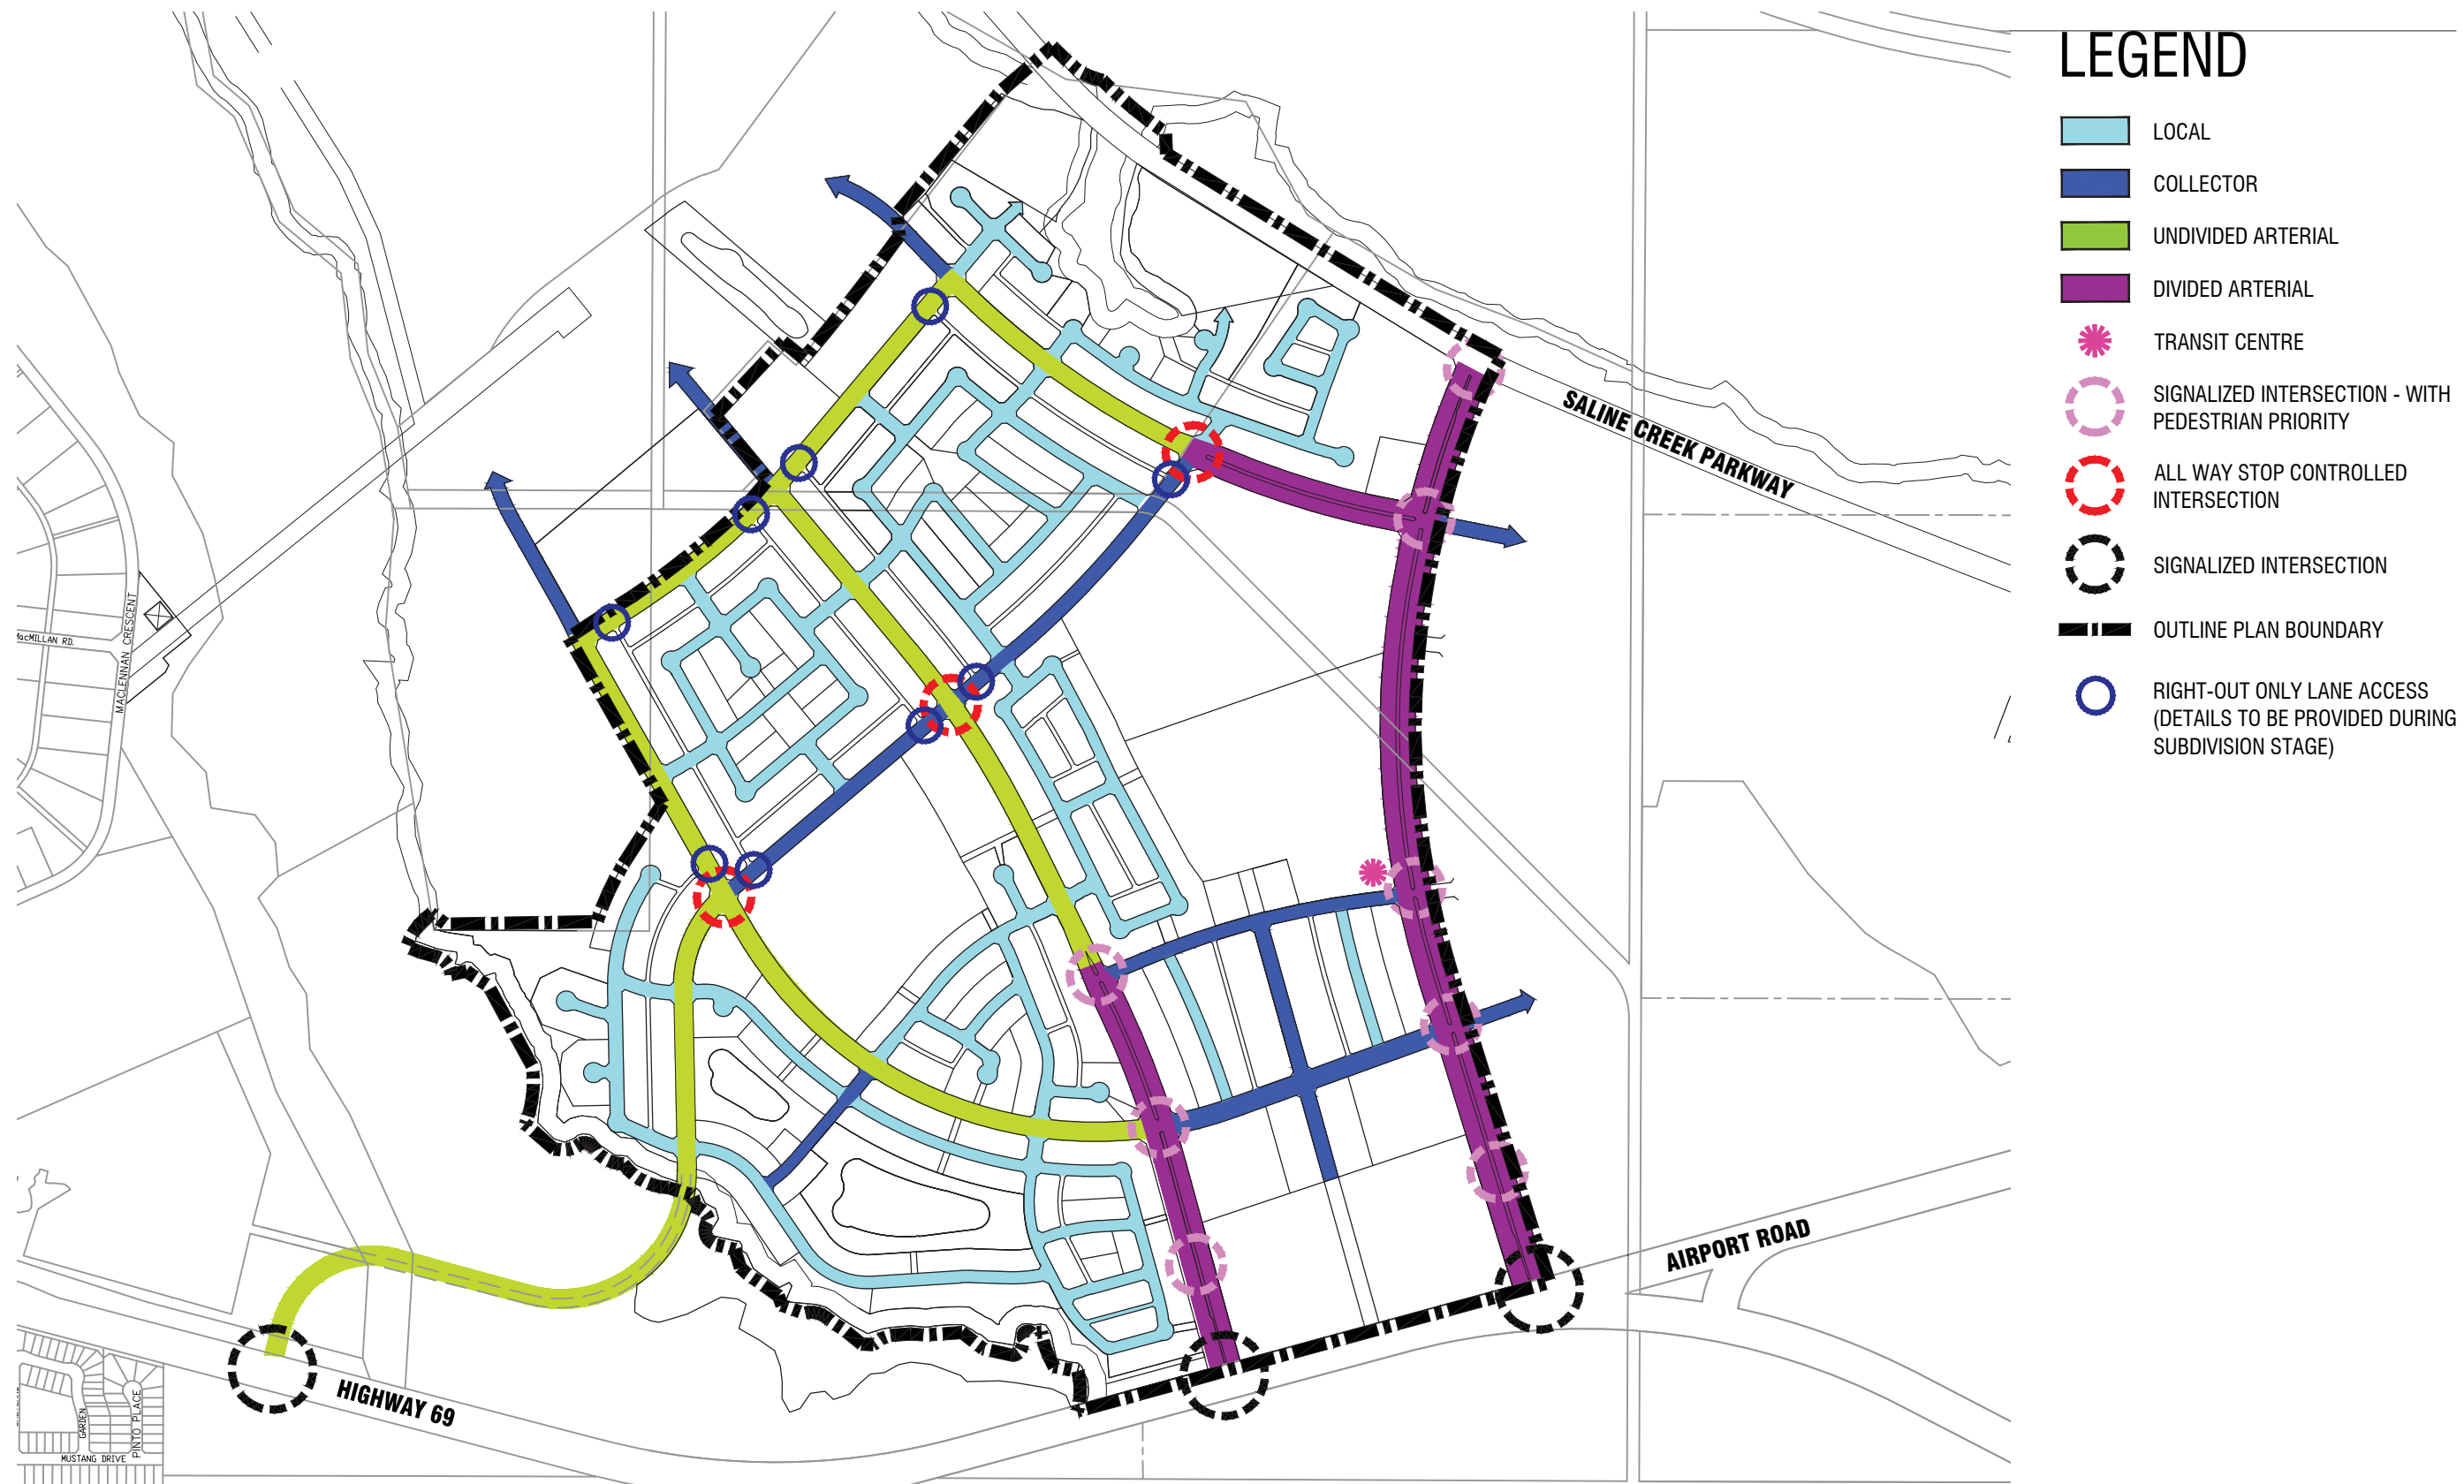 LEGEND
LOCAL
COLLECTOR
UNDIVIDED ARTERIAL
DIVIDED ARTERIAL
TRANSIT CENTRE
SIGNALIZED INTERSECTION - WITH
PEDESTRIAN PRIORITY
ALL WAY STOP CONTROLLED
INTERSECTION
SIGNALIZED INTERSECTION
OUTLINE PLAN BOUNDARY
RIGHT-OUT ONLY LANE ACCESS
(DETAILS TO BE PROVIDED DURING
SUBDIVISION STAGE)
SALINE CREEK PARKWAY
MacMILLAN RD.
MACLENNAN CRESCENT
AIRPORT ROAD
HIGHWAY 69
GARDEN
PINTO PLACE
MUSTANG DRIVE